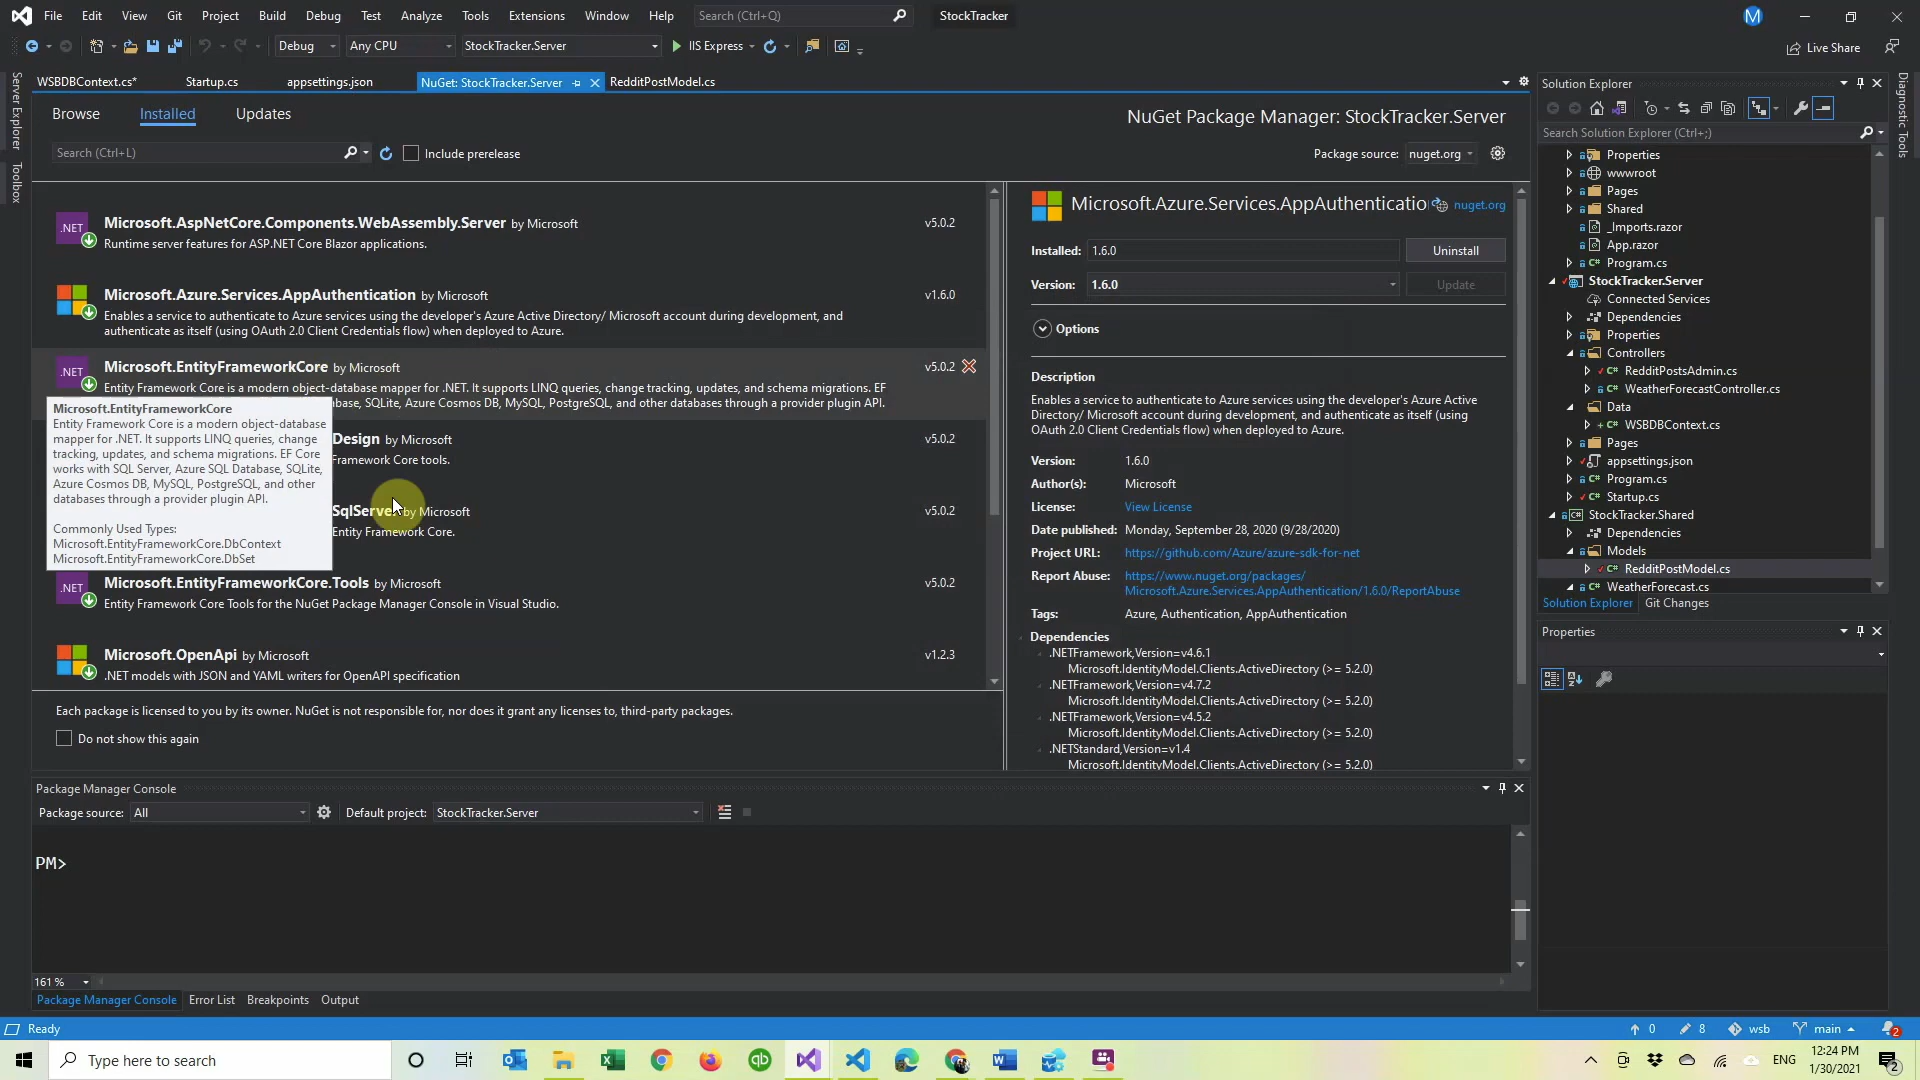 File Edit View Git Project Build Debug Test Analyze Tools Extensions Window Help Search (Ctrl+Q) StockTracker M
Debug Any CPU StockTracker.Server IIS Express Live Share
WSBDBContext.cs* Startup.cs appsettings.json NuGet: StockTracker.Server RedditPostModel.cs
Server Explorer
Toolbox
Browse Installed Updates
NuGet Package Manager: StockTracker.Server
Search (Ctrl+L) Include prerelease
Package source: nuget.org
.NET Microsoft.AspNetCore.Components.WebAssembly.Server by Microsoft v5.0.2
Runtime server features for ASP.NET Core Blazor applications.
Microsoft.Azure.Services.AppAuthentication by Microsoft v1.6.0
Enables a service to authenticate to Azure services using the developer's Azure Active Directory/ Microsoft account during development, and
authenticate as itself (using OAuth 2.0 Client Credentials flow) when deployed to Azure.
.NET Microsoft.EntityFrameworkCore by Microsoft v5.0.2
Entity Framework Core is a modern object-database mapper for .NET. It supports LINQ queries, change tracking, updates, and schema migrations. EF
base, SQLite, Azure Cosmos DB, MySQL, PostgreSQL, and other databases through a provider plugin API.
Microsoft.EntityFrameworkCore
Entity Framework Core is a modern object-database
mapper for .NET. It supports LINQ queries, change
tracking, updates, and schema migrations. EF Core
works with SQL Server, Azure SQL Database, SQLite,
Azure Cosmos DB, MySQL, PostgreSQL, and other
databases through a provider plugin API.
Commonly Used Types:
Microsoft.EntityFrameworkCore.DbContext
Microsoft.EntityFrameworkCore.DbSet
Design by Microsoft v5.0.2
Framework Core tools.
SqlServer by Microsoft v5.0.2
Entity Framework Core.
.NET Microsoft.EntityFrameworkCore.Tools by Microsoft v5.0.2
Entity Framework Core Tools for the NuGet Package Manager Console in Visual Studio.
Microsoft.OpenApi by Microsoft v1.2.3
.NET models with JSON and YAML writers for OpenAPI specification
Each package is licensed to you by its owner. NuGet is not responsible for, nor does it grant any licenses to, third-party packages.
Do not show this again
Microsoft.Azure.Services.AppAuthenticatio nuget.org
Installed: 1.6.0 Uninstall
Version: 1.6.0 Update
Options
Description
Enables a service to authenticate to Azure services using the developer's Azure Active
Directory/ Microsoft account during development, and authenticate as itself (using
OAuth 2.0 Client Credentials flow) when deployed to Azure.
Version: 1.6.0
Author(s): Microsoft
License: View License
Date published: Monday, September 28, 2020 (9/28/2020)
Project URL: https://github.com/Azure/azure-sdk-for-net
Report Abuse: https://www.nuget.org/packages/
Microsoft.Azure.Services.AppAuthentication/1.6.0/ReportAbuse
Tags: Azure, Authentication, AppAuthentication
Dependencies
.NETFramework,Version=v4.6.1
Microsoft.IdentityModel.Clients.ActiveDirectory (>= 5.2.0)
.NETFramework,Version=v4.7.2
Microsoft.IdentityModel.Clients.ActiveDirectory (>= 5.2.0)
.NETFramework,Version=v4.5.2
Microsoft.IdentityModel.Clients.ActiveDirectory (>= 5.2.0)
.NETStandard,Version=v1.4
Microsoft.IdentityModel.Clients.ActiveDirectory (>= 5.2.0)
Solution Explorer
Search Solution Explorer (Ctrl+;)
Properties
wwwroot
Pages
Shared
_Imports.razor
App.razor
C# Program.cs
StockTracker.Server
Connected Services
Dependencies
Properties
Controllers
C# RedditPostsAdmin.cs
C# WeatherForecastController.cs
Data
C# WSBDBContext.cs
Pages
appsettings.json
C# Program.cs
C# Startup.cs
C# StockTracker.Shared
Dependencies
Models
C# RedditPostModel.cs
C# WeatherForecast.cs
Solution Explorer Git Changes
Properties
Diagnostic Tools
Package Manager Console
Package source: All Default project: StockTracker.Server
PM>
161 %
Package Manager Console Error List Breakpoints Output
Ready 0 8 wsb main 2
Type here to search ENG 12:24 PM
1/30/2021 2